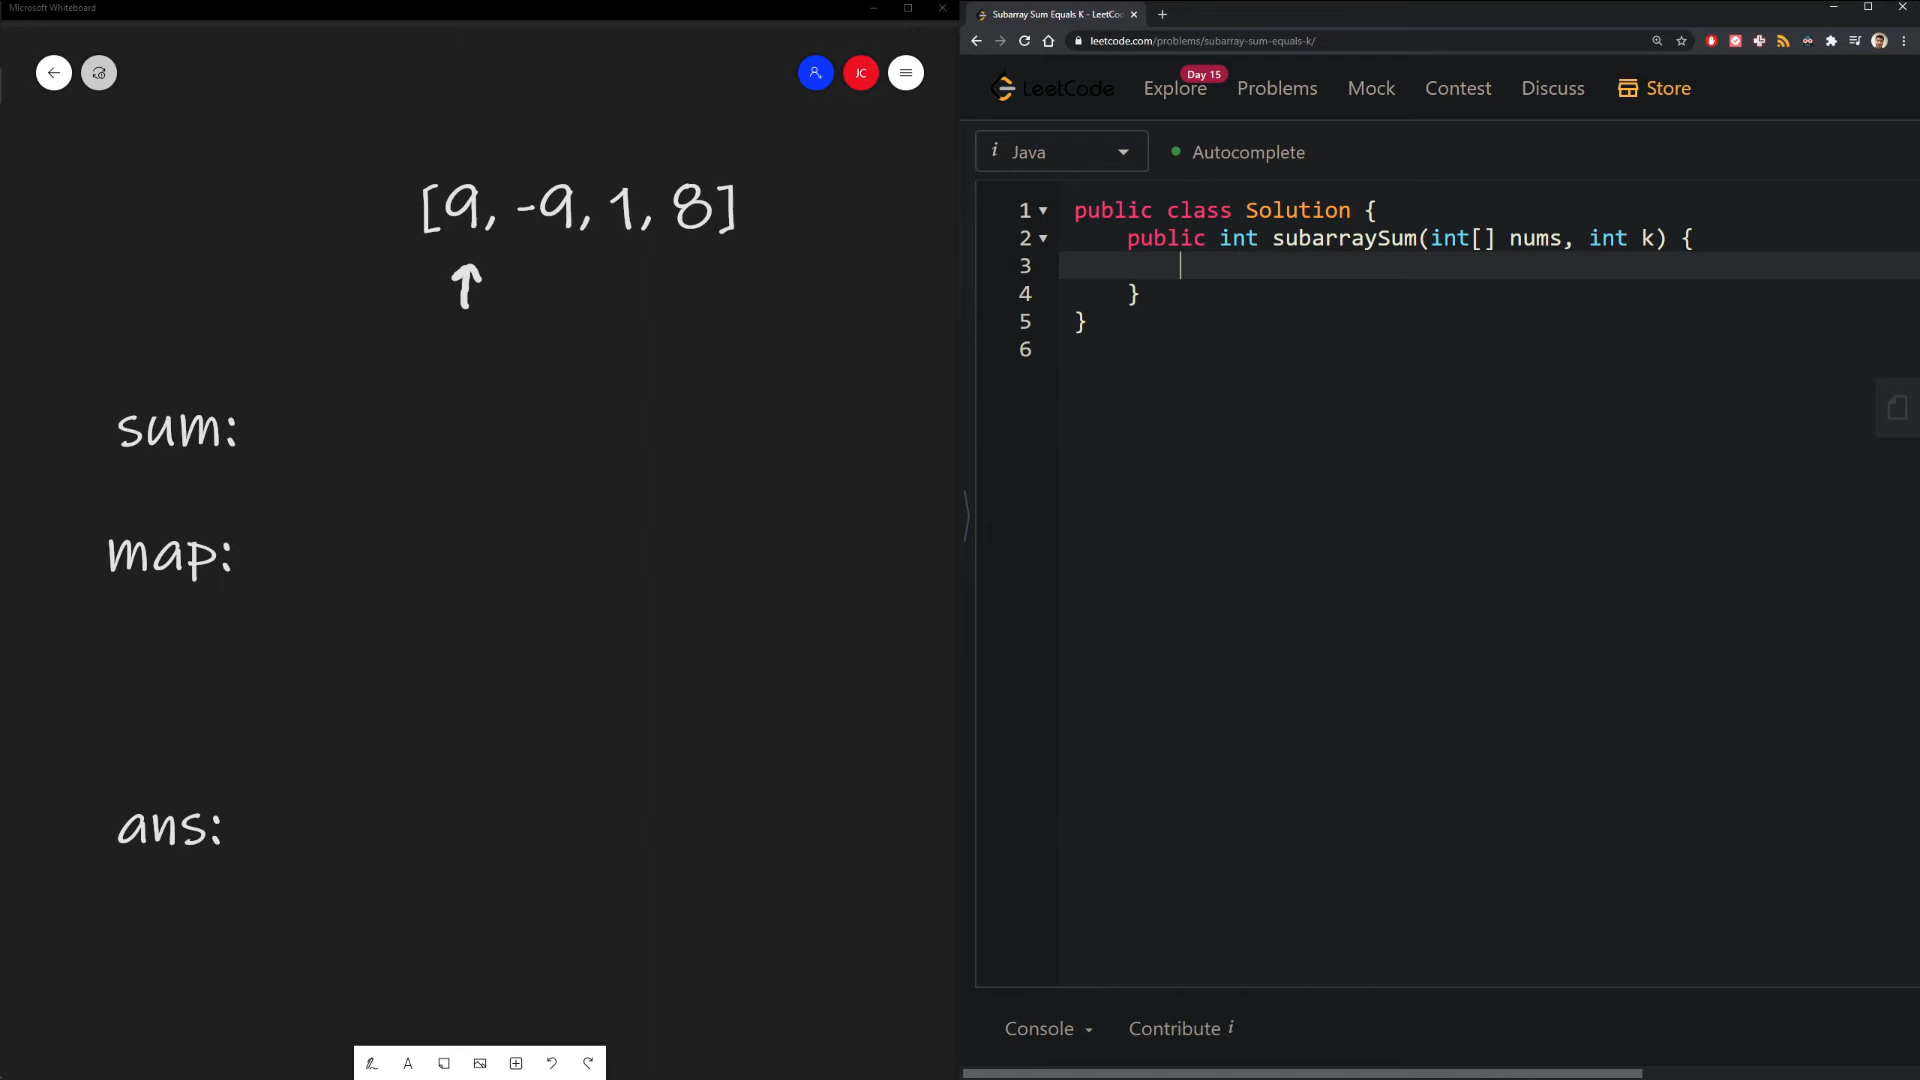 Microsoft Whiteboard
JC
[9, -9, 1, 8]
sum:
map:
ans:
A
Subarray Sum Equals K - LeetCo
leetcode.com/problems/subarray-sum-equals-k/
LeetCode
Explore
Day 15
Problems
Mock
Contest
Discuss
Store
i Java
Autocomplete
1 public class Solution {
2 public int subarraySum(int[] nums, int k) {
3
4 }
5 }
6
Console
Contribute i